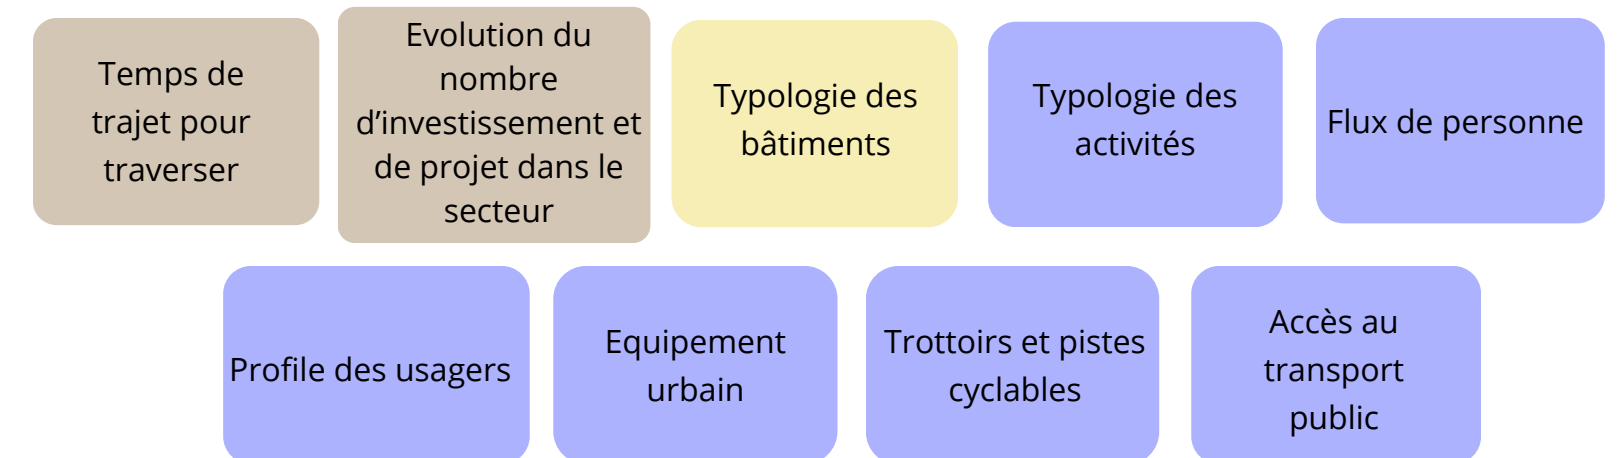 Temps de
trajet pour
traverser
Evolution du
nombre
d’investissement et
de projet dans le
secteur
Typologie des
bâtiments
Typologie des
activités
Flux de personne
Profile des usagers
Equipement
urbain
Trottoirs et pistes
cyclables
Accès au
transport
public